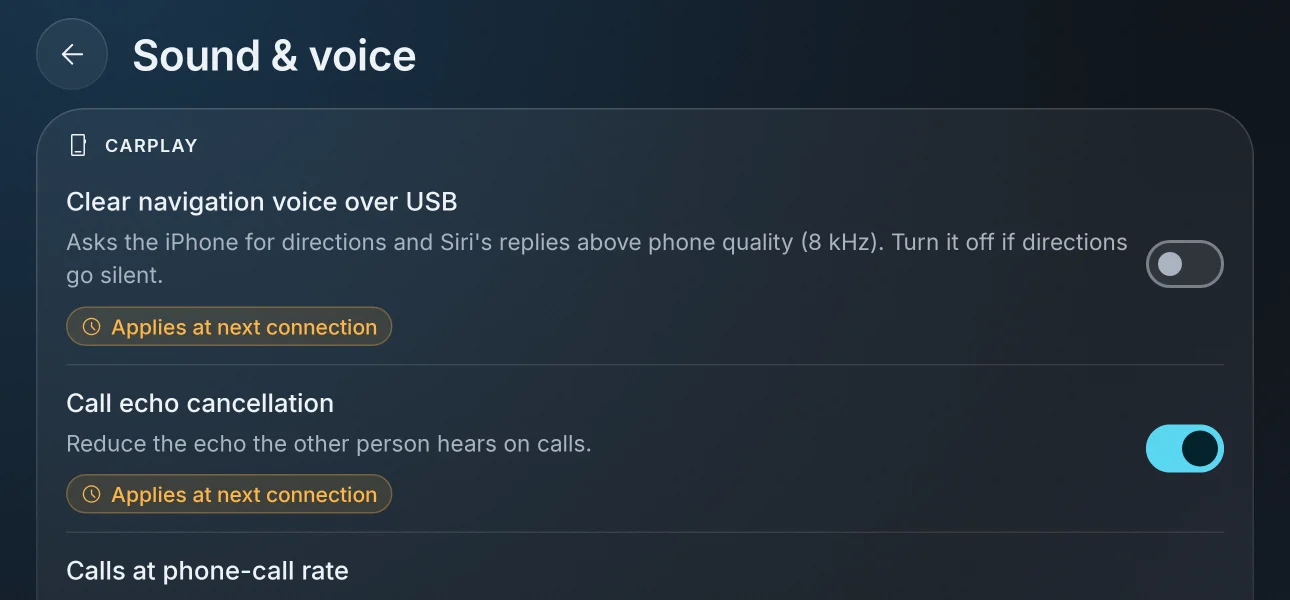 Sound & voice
CARPLAY
Clear navigation voice over USB
Asks the iPhone for directions and Siri's replies above phone quality (8 kHz). Turn it off if directions
go silent.
Applies at next connection
Call echo cancellation
Reduce the echo the other person hears on calls.
Applies at next connection
Calls at phone-call rate